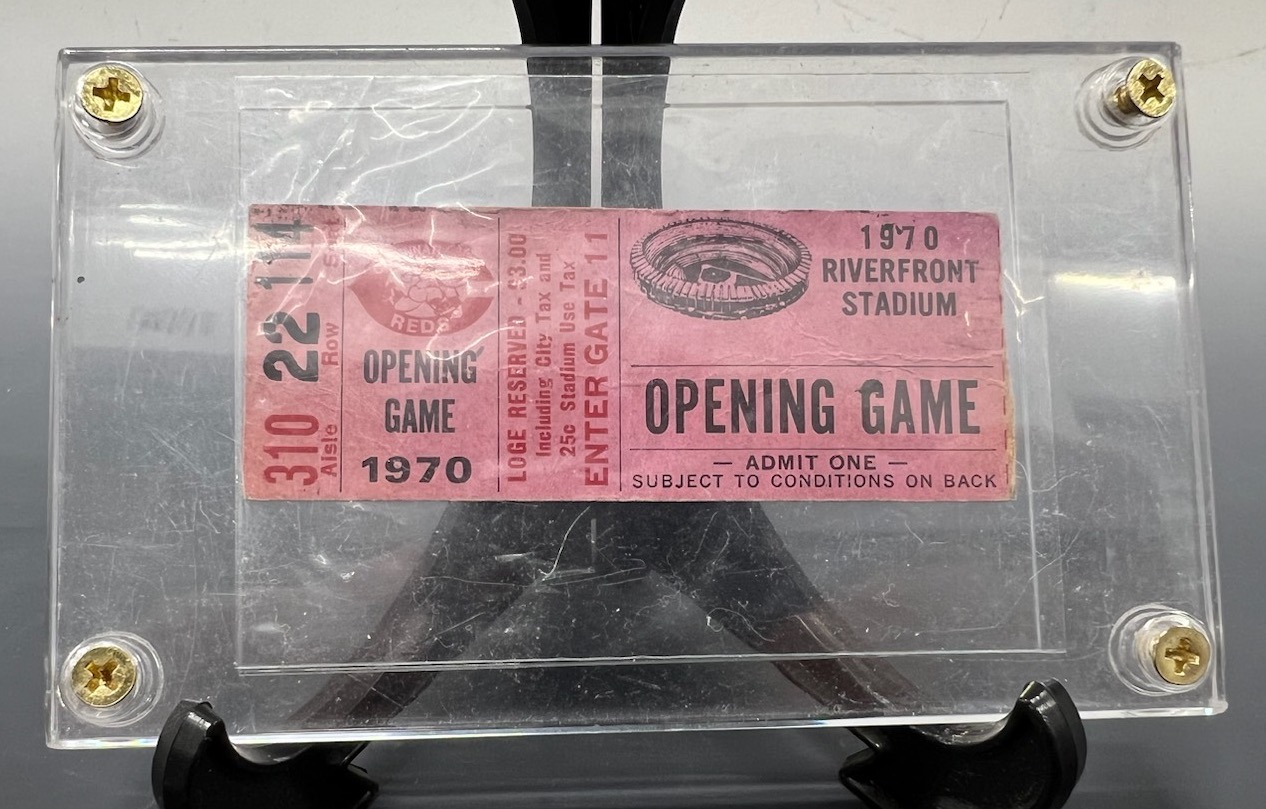 310 22 114
Aisle Row
REDS
OPENING
GAME
1970
LOGE RESERVED - $3.00
Including City Tax and
25c Stadium Use Tax
ENTER GATE 11
1970
RIVERFRONT
STADIUM
OPENING GAME
— ADMIT ONE —
SUBJECT TO CONDITIONS ON BACK